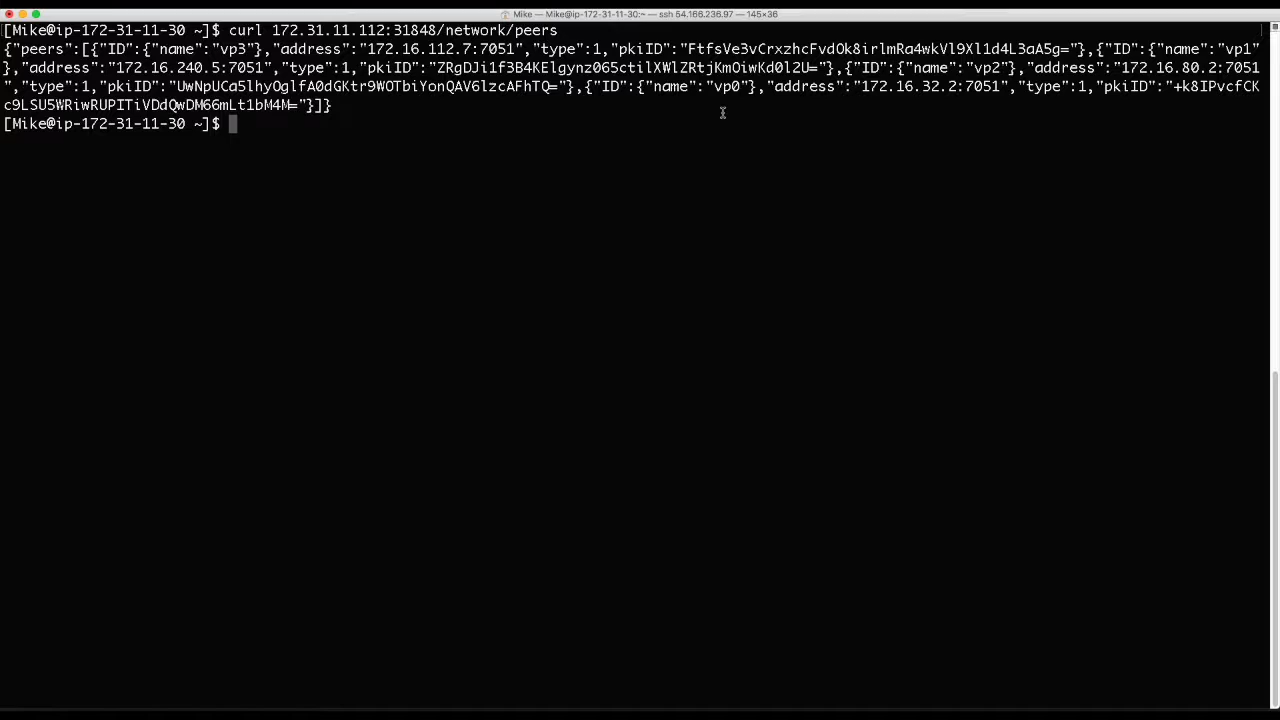 Mike — Mike@ip-172-31-11-30:~ — ssh 54.166.236.97 — 145×36
[Mike@ip-172-31-11-30 ~]$ curl 172.31.11.112:31848/network/peers
{"peers":[{"ID":{"name":"vp3"},"address":"172.16.112.7:7051","type":1,"pkiID":"FtfsVe3vCrxzhcFvdOk8irlmRa4wkVl9Xl1d4L3aA5g="},{"ID":{"name":"vp1"
},"address":"172.16.240.5:7051","type":1,"pkiID":"ZRgDJi1f3B4KElgynz065ctilXWlZRtjKmOiwKd0l2U="},{"ID":{"name":"vp2"},"address":"172.16.80.2:7051
","type":1,"pkiID":"UwNpUCa5lhyOglfA0dGKtr9WOTbiYonQAV6lzcAFhTQ="},{"ID":{"name":"vp0"},"address":"172.16.32.2:7051","type":1,"pkiID":"+k8IPvcfCK
c9LSU5WRiwRUPITiVDdQwDM66mLt1bM4M="}]}
[Mike@ip-172-31-11-30 ~]$